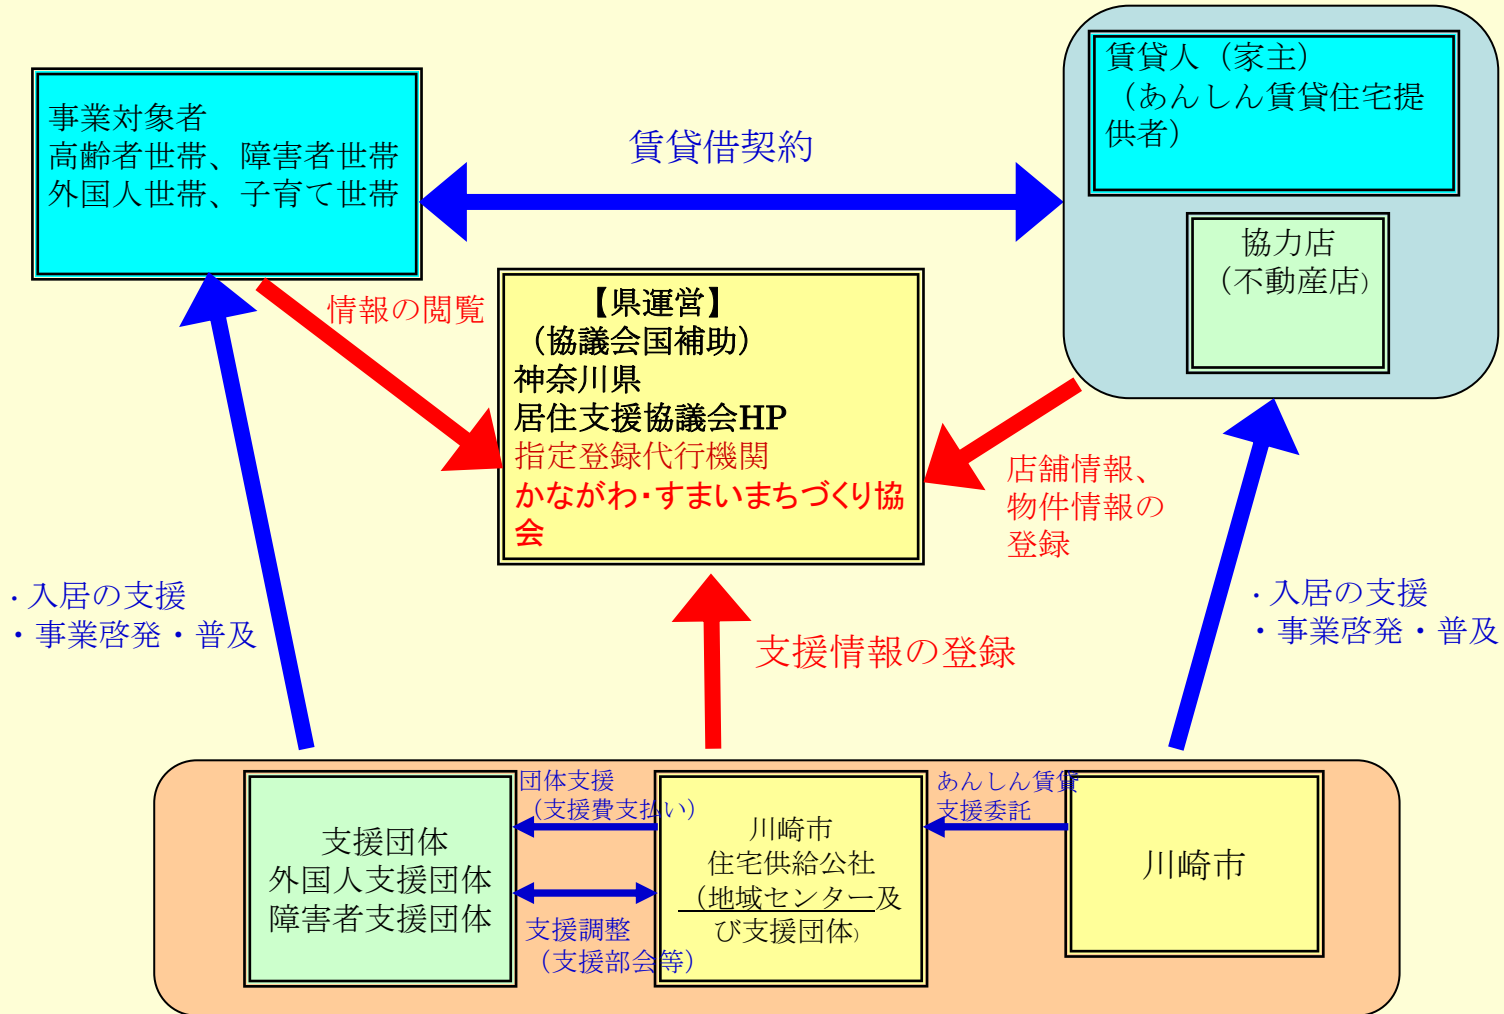 事業対象者
高齢者世帯、障害者世帯
外国人世帯、子育て世帯
賃貸借契約
賃貸人（家主）
（あんしん賃貸住宅提
供者）
協力店
（不動産店）
情報の閲覧
【県運営】
（協議会国補助）
神奈川県
居住支援協議会HP
指定登録代行機関
かながわ・すまいまちづくり協
会
店舗情報、
物件情報の
登録
・入居の支援
・事業啓発・普及
支援情報の登録
・入居の支援
・事業啓発・普及
支援団体
外国人支援団体
障害者支援団体
団体支援
（支援費支払い）
支援調整
（支援部会等）
川崎市
住宅供給公社
（地域センター及
び支援団体）
あんしん賃貸
支援委託
川崎市